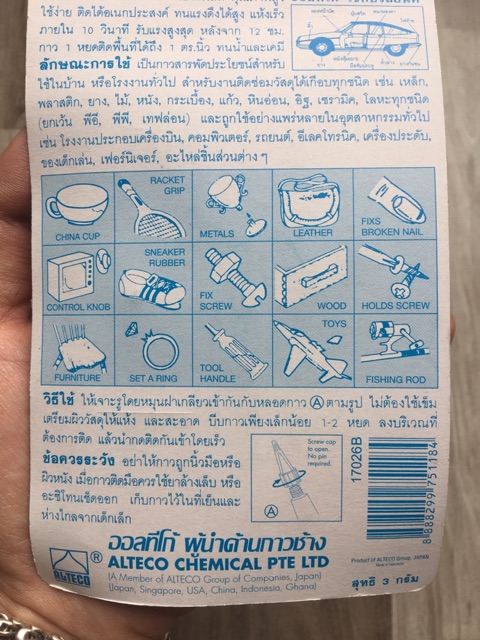 ใช้ง่าย ติดได้อเนกประสงค์ ทนแรงดึงได้สูง แห้งเร็ว
ภายใน 10 วินาที รับแรงสูงสุด หลังจาก 12 ชม.
กาว 1 หยดติดพื้นที่ได้ถึง 1 ตร.นิ้ว ทนน้ำและเคมี
ลักษณะการใช้ เป็นกาวสารพัดประโยชน์สำหรับ
ใช้ในบ้าน หรือโรงงานทั่วไป สำหรับงานติดซ่อมวัสดุได้เกือบทุกชนิด เช่น เหล็ก,
พลาสติก, ยาง, ไม้, หนัง, กระเบื้อง, แก้ว, หินอ่อน, อิฐ, เซรามิค, โลหะทุกชนิด
(ยกเว้น พีอี, พีพี, เทฟล่อน) และถูกใช้อย่างแพร่หลายในอุตสาหกรรมทั่วไป
เช่น โรงงานประกอบเครื่องบิน, คอมพิวเตอร์, รถยนต์, อีเลคโทรนิค, เครื่องประดับ,
ของเด็กเล่น, เฟอร์นิเจอร์, อะไหล่ชิ้นส่วนต่าง ๆ
CHINA CUP
RACKET GRIP
METALS
LEATHER
FIXS BROKEN NAIL
CONTROL KNOB
SNEAKER RUBBER
FIX SCREW
WOOD
HOLDS SCREW
FURNITURE
SET A RING
TOOL HANDLE
TOYS
FISHING ROD
วิธีใช้ ให้เจาะรูโดยหมุนฝาเกลียวเข้ากันกับหลอดกาว A ตามรูป ไม่ต้องใช้เข็ม
เตรียมผิววัสดุให้แห้ง และสะอาด บีบกาวเพียงเล็กน้อย 1-2 หยด ลงบริเวณที่
ต้องการติด แล้วนำกดติดกันเข้าโดยเร็ว
ข้อควรระวัง อย่าให้กาวถูกนิ้วมือหรือ
ผิวหนัง เมื่อกาวติดมือควรใช้ยาล้างเล็บ หรือ
อะซิโทนเช็ดออก เก็บกาวไว้ในที่เย็นและ
ห่างไกลจากเด็กเล็ก
Screw cap
to open.
No pin
required.
A
17026B
8 888299 751184
ออลทีโก้ ผู้นำด้านกาวช้าง
ALTECO CHEMICAL PTE LTD
(A Member of ALTECO Group of Companies, Japan)
(Japan, Singapore, USA, China, Indonesia, Ghana)
ALTECO
®
Product of ALTECO Group, JAPAN
Made in Indonesia
สุทธิ 3 กรัม